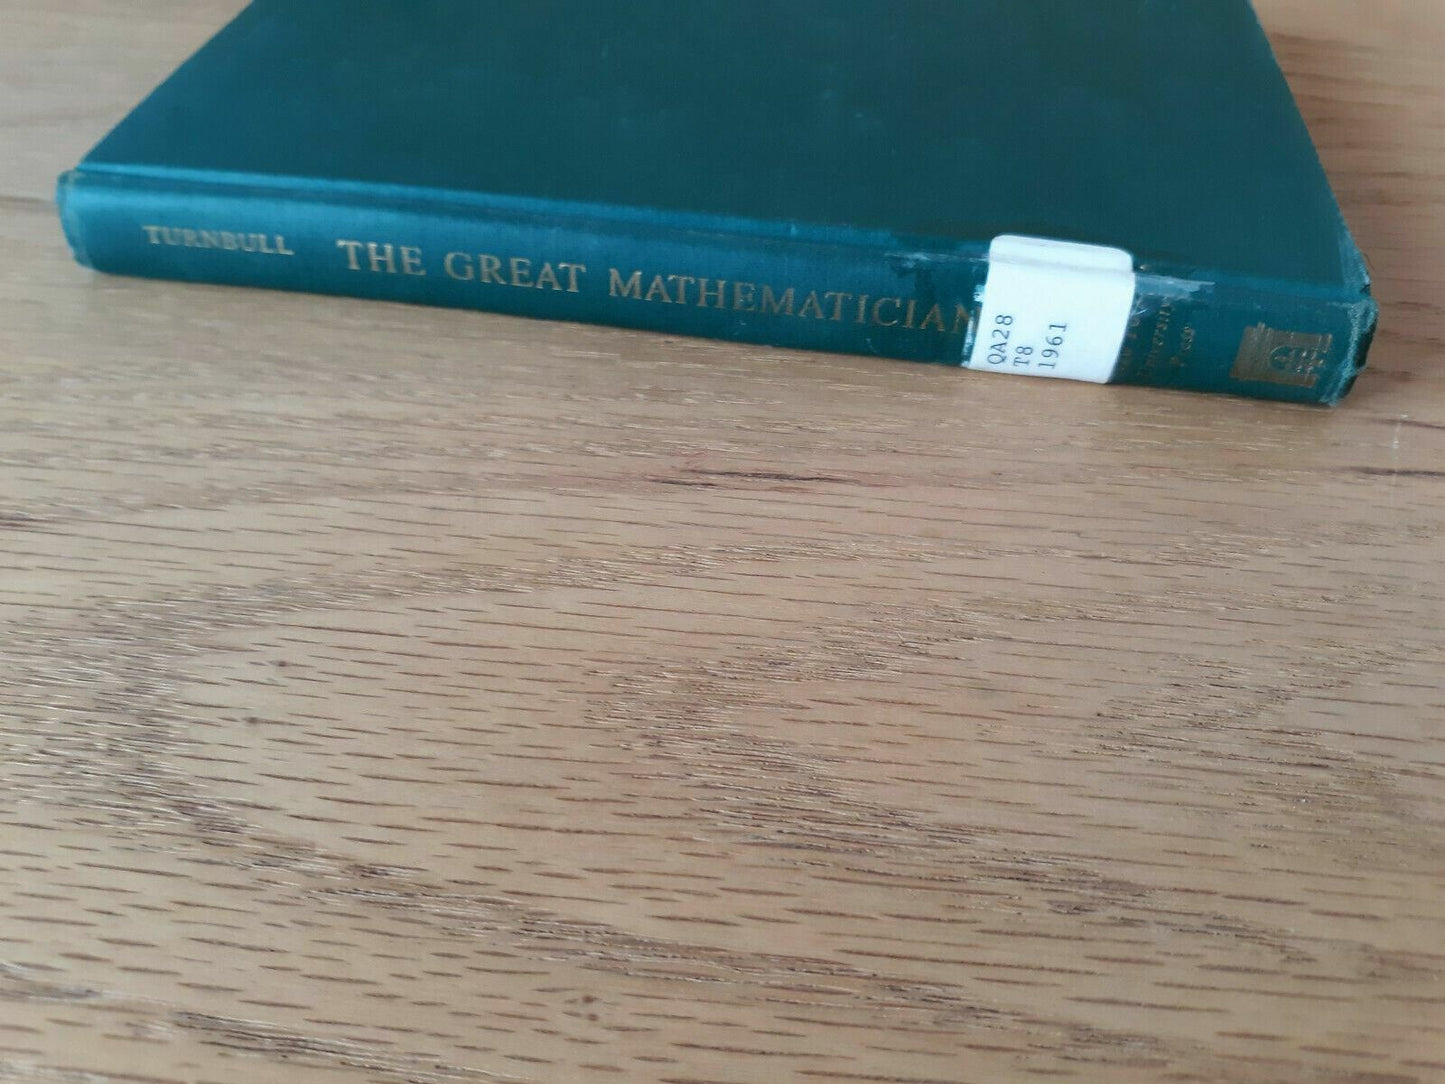 TURNBULL THE GREAT MATHEMATICIAN
QA28
T8
1961